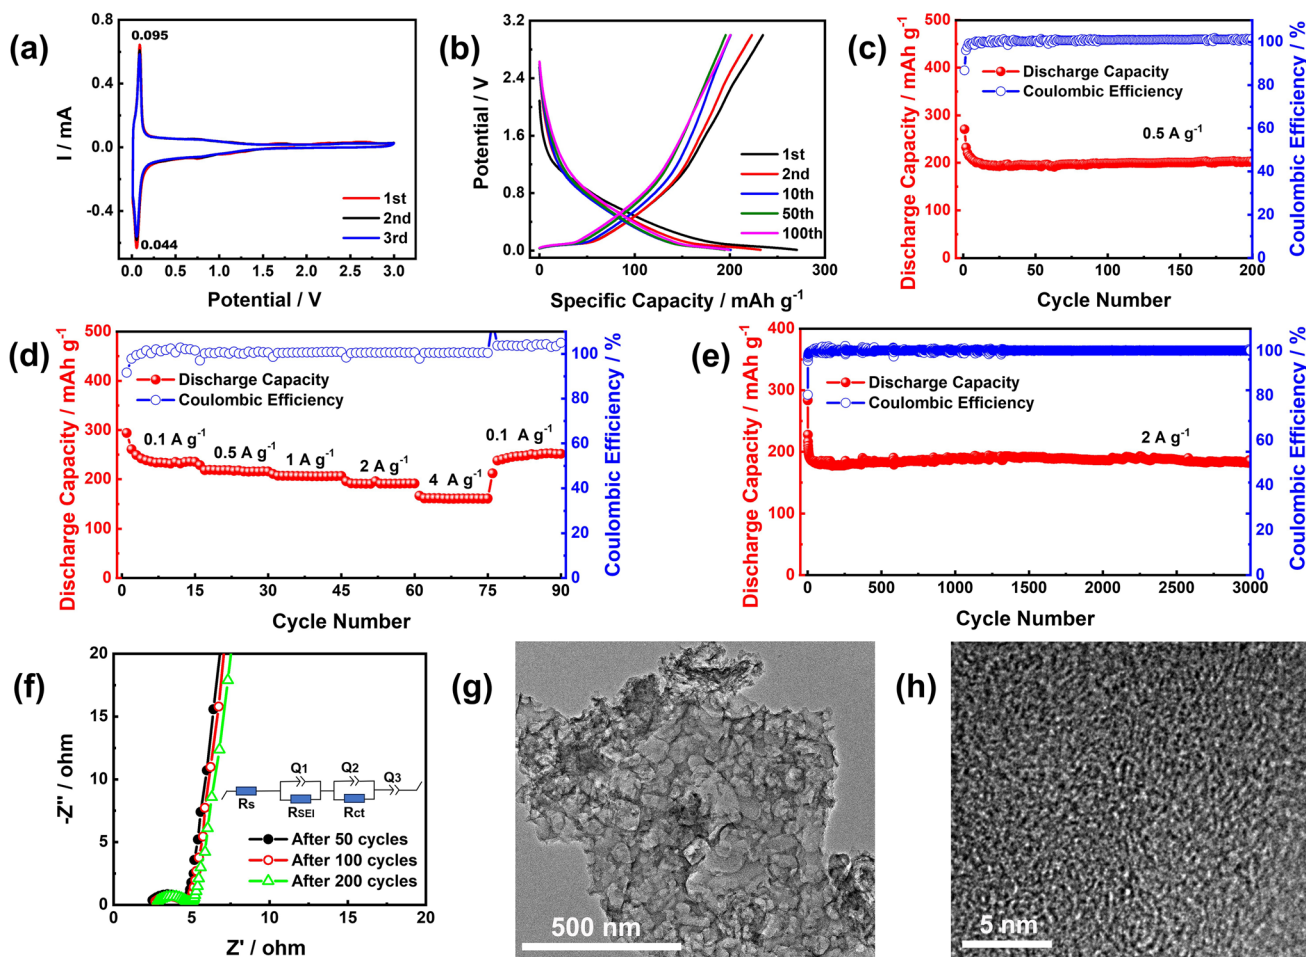 (a)
0.8
0.4
0.0
-0.4
I / mA
0.095
0.044
1st
2nd
3rd
0.0 0.5 1.0 1.5 2.0 2.5 3.0
Potential / V
(b)
3.2
2.4
1.6
0.8
0.0
Potential / V
1st
2nd
10th
50th
100th
0 100 200 300
Specific Capacity / mAh g⁻¹
(c)
500
400
300
200
100
0
Discharge Capacity / mAh g⁻¹
Discharge Capacity
Coulombic Efficiency
0.5 A g⁻¹
100
80
60
40
20
0
Coulombic Efficiency / %
0 50 100 150 200
Cycle Number
(d)
500
400
300
200
100
0
Discharge Capacity / mAh g⁻¹
Discharge Capacity
Coulombic Efficiency
0.1 A g⁻¹
0.5 A g⁻¹
1 A g⁻¹
2 A g⁻¹
4 A g⁻¹
0.1 A g⁻¹
100
80
60
40
20
0
Coulombic Efficiency / %
0 15 30 45 60 75 90
Cycle Number
(e)
400
300
200
100
0
Discharge Capacity / mAh g⁻¹
Discharge Capacity
Coulombic Efficiency
2 A g⁻¹
100
80
60
40
20
0
Coulombic Efficiency / %
0 500 1000 1500 2000 2500 3000
Cycle Number
(f)
20
15
10
5
0
-Z'' / ohm
Q1 Q2 Q3
Rs RSEI Rct
After 50 cycles
After 100 cycles
After 200 cycles
0 5 10 15 20
Z' / ohm
(g)
500 nm
(h)
5 nm